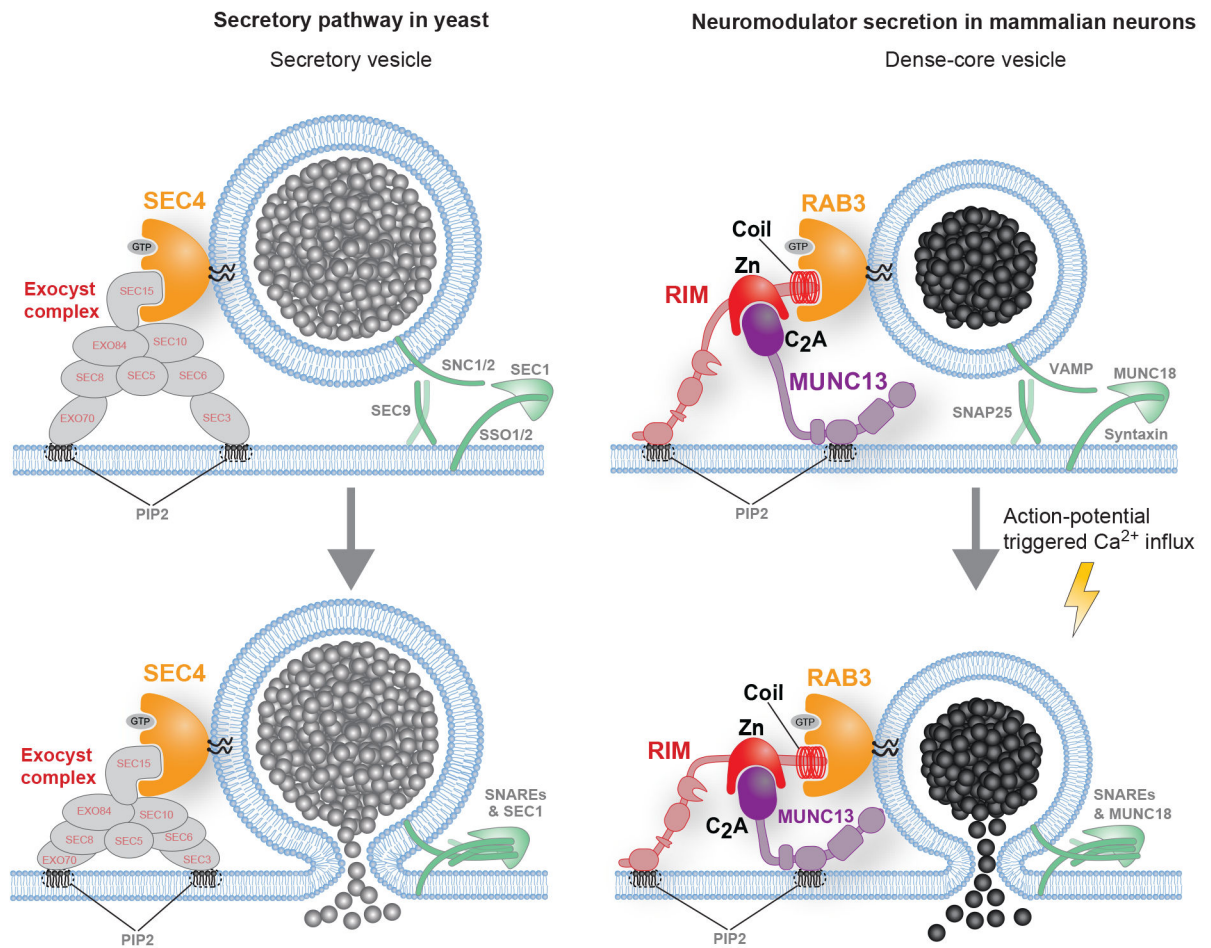 Secretory pathway in yeast
Secretory vesicle
SEC4
GTP
Exocyst
complex
SEC15
EXO84
SEC10
SEC8
SEC5
SEC6
EXO70
SEC3
SNC1/2
SEC1
SEC9
SSO1/2
PIP2
Neuromodulator secretion in mammalian neurons
Dense-core vesicle
RAB3
Coil
GTP
Zn
RIM
C2A
MUNC13
VAMP
MUNC18
SNAP25
Syntaxin
PIP2
Action-potential
triggered Ca2+ influx
SEC4
GTP
Exocyst
complex
SEC15
EXO84
SEC10
SEC8
SEC5
SEC6
EXO70
SEC3
SNAREs
& SEC1
PIP2
RAB3
Coil
GTP
Zn
RIM
C2A
MUNC13
SNAREs
& MUNC18
PIP2